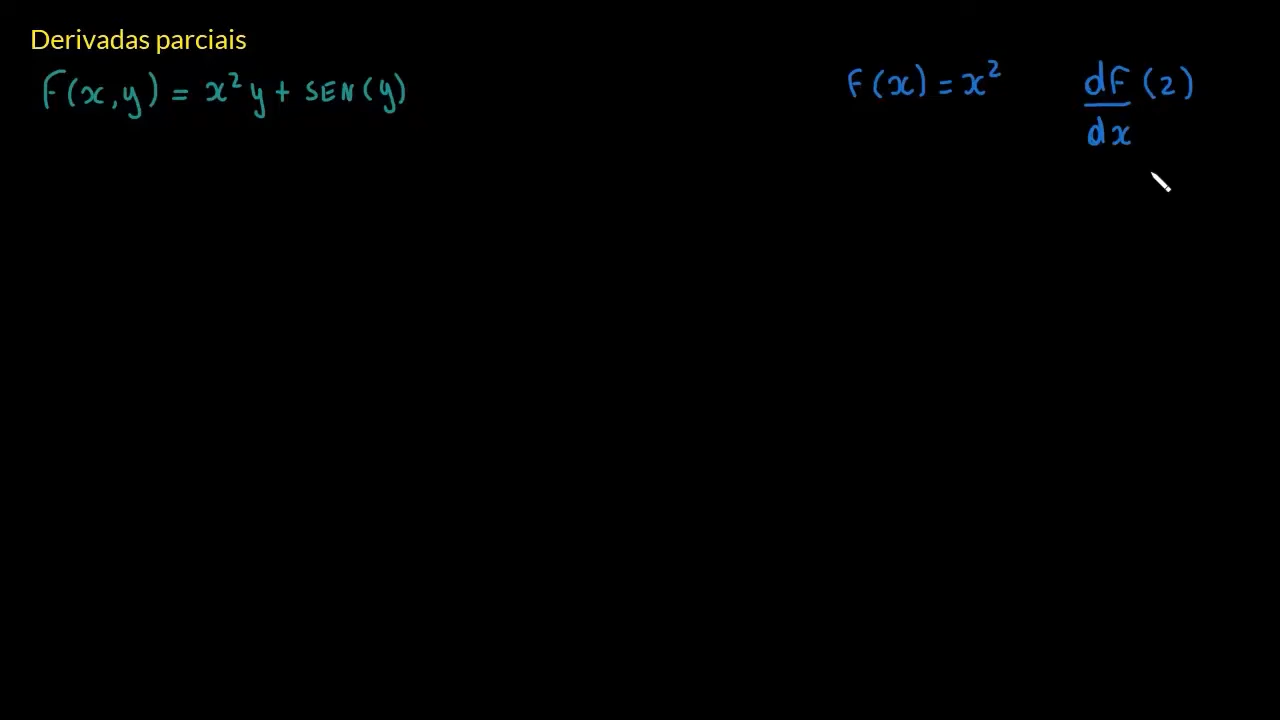 Derivadas parciais
F(x,y) = x²y + SEN(y)
F(x) = x²
dF/dx (2)